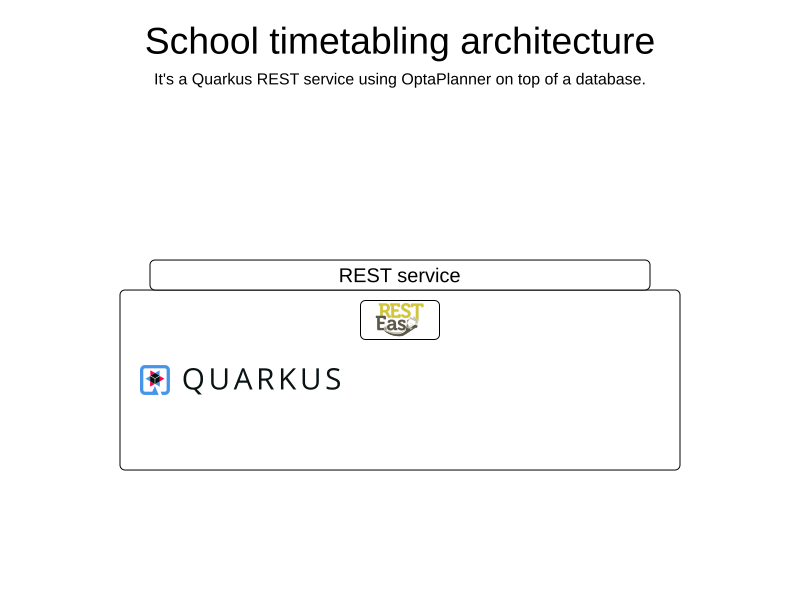 School timetabling architecture
It's a Quarkus REST service using OptaPlanner on top of a database.
REST service
REST
Easy
QUARKUS